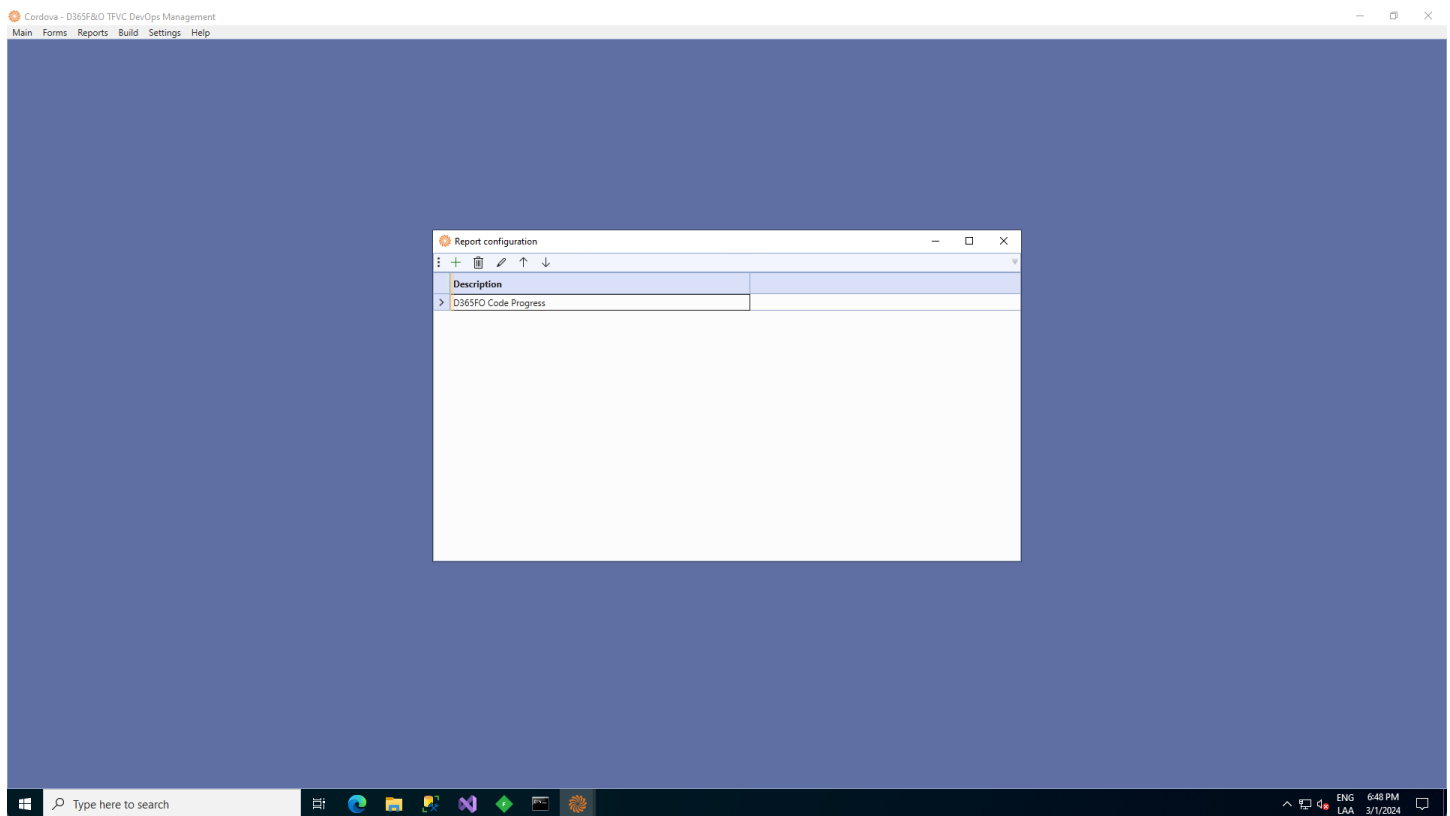 Cordova - D365F&O TFVC DevOps Management
Main Forms Reports Build Settings Help
Report configuration
Description
D365FO Code Progress
Type here to search
ENG 6:48 PM
LAA 3/1/2024